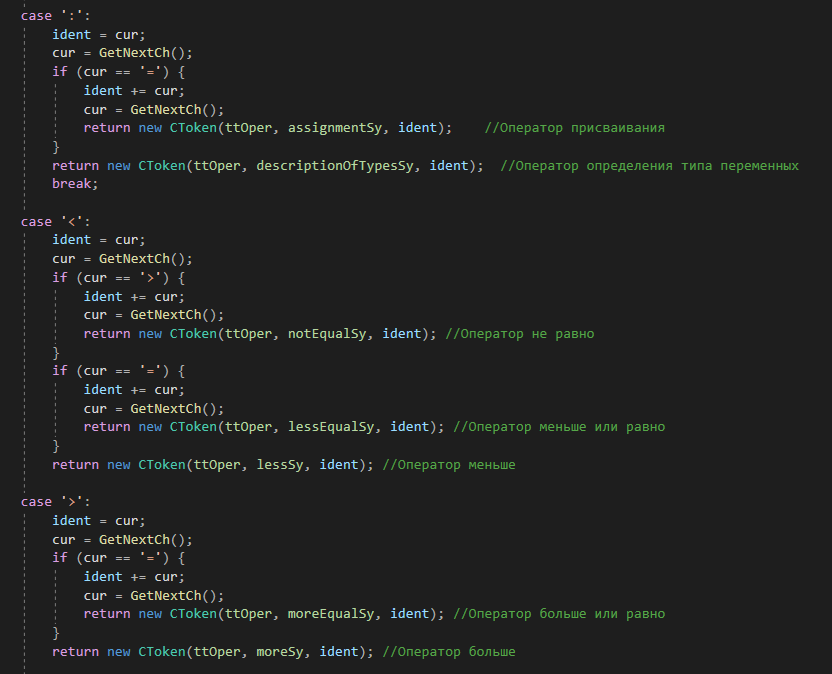 case ':':
    ident = cur;
    cur = GetNextCh();
    if (cur == '=') {
        ident += cur;
        cur = GetNextCh();
        return new CToken(ttOper, assignmentSy, ident);    //Оператор присваивания
    }
    return new CToken(ttOper, descriptionOfTypesSy, ident);  //Оператор определения типа переменных
    break;

case '<':
    ident = cur;
    cur = GetNextCh();
    if (cur == '>') {
        ident += cur;
        cur = GetNextCh();
        return new CToken(ttOper, notEqualSy, ident); //Оператор не равно
    }
    if (cur == '=') {
        ident += cur;
        cur = GetNextCh();
        return new CToken(ttOper, lessEqualSy, ident); //Оператор меньше или равно
    }
    return new CToken(ttOper, lessSy, ident); //Оператор меньше

case '>':
    ident = cur;
    cur = GetNextCh();
    if (cur == '=') {
        ident += cur;
        cur = GetNextCh();
        return new CToken(ttOper, moreEqualSy, ident); //Оператор больше или равно
    }
    return new CToken(ttOper, moreSy, ident); //Оператор больше